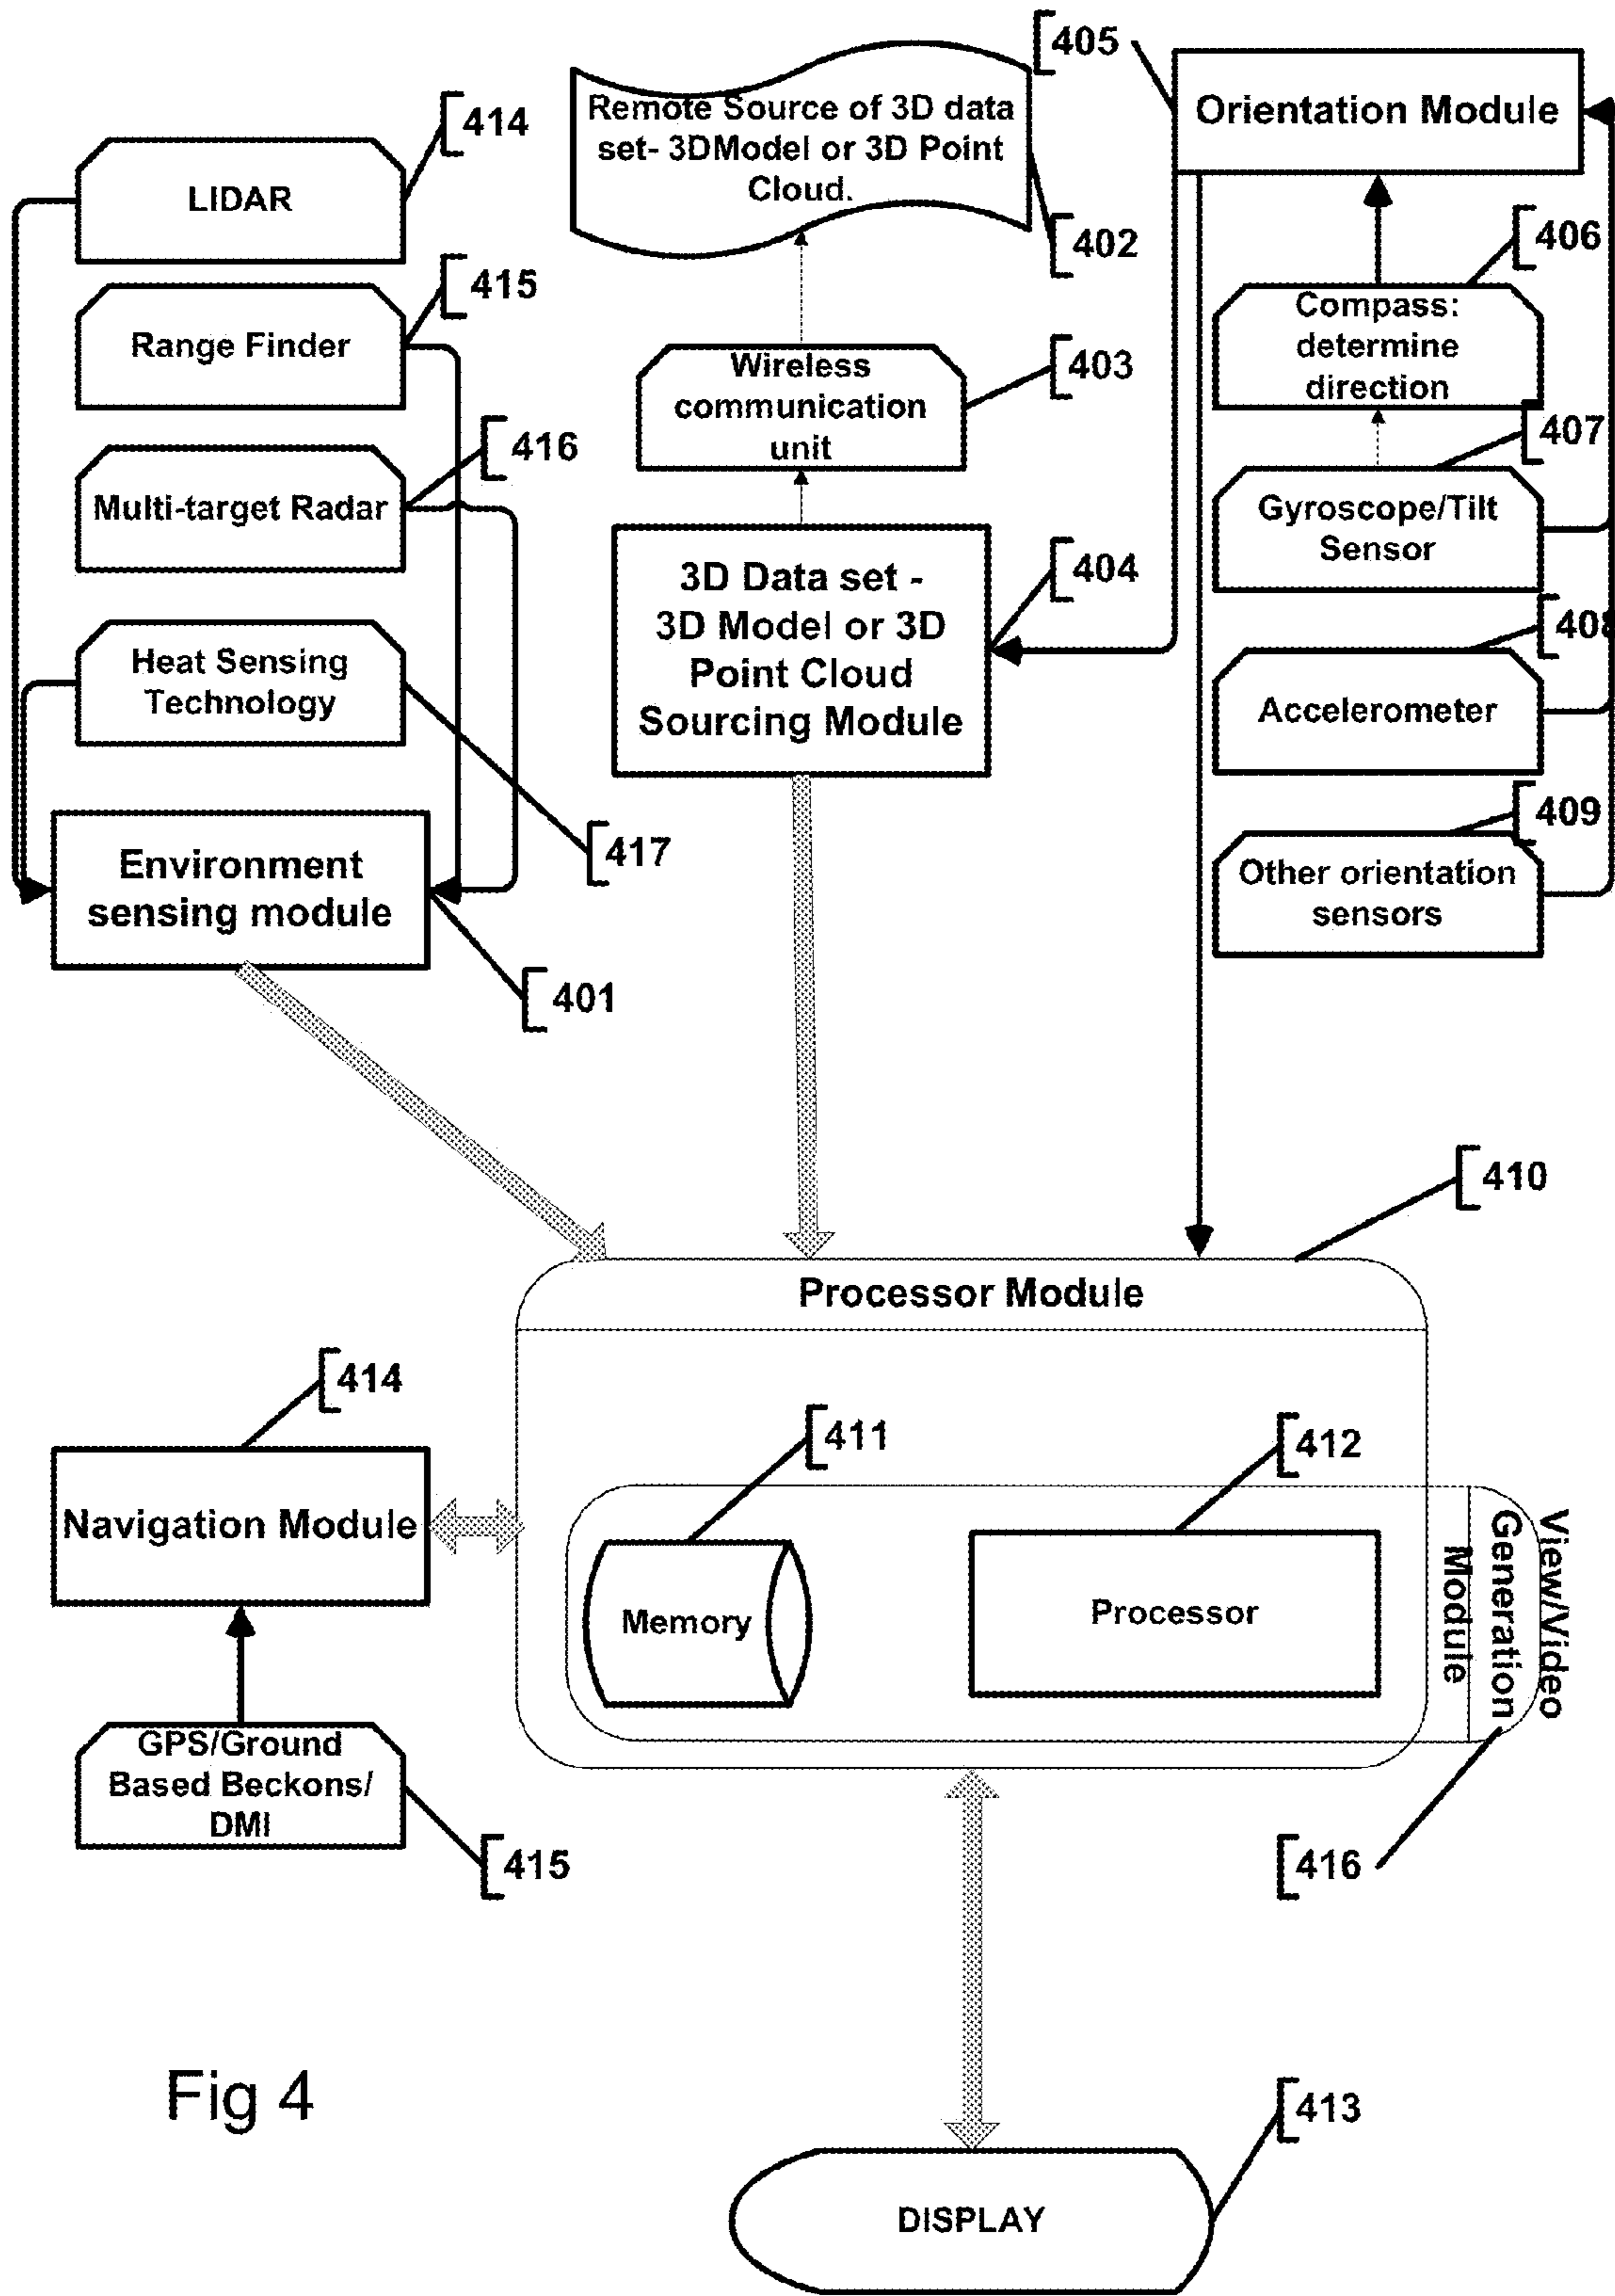 405
Orientation Module
414
LIDAR
Remote Source of 3D data
set- 3DModel or 3D Point
Cloud.
402
406
415
Range Finder
Wireless
communication
unit
403
Compass:
determine
direction
407
416
Multi-target Radar
Gyroscope/Tilt
Sensor
3D Data set -
3D Model or 3D
Point Cloud
Sourcing Module
404
408
Heat Sensing
Technology
Accelerometer
417
409
Environment
sensing module
Other orientation
sensors
401
410
Processor Module
414
Navigation Module
411
412
Memory
Processor
View/Video
Generation
Module
GPS/Ground
Based Beckons/
DMI
415
416
Fig 4
413
DISPLAY